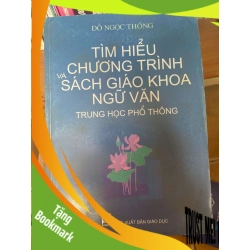 ĐỖ NGỌC THỐNG
TÌM HIỂU
CHƯƠNG TRÌNH
VÀ SÁCH GIÁO KHOA
NGỮ VĂN
TRUNG HỌC PHỔ THÔNG
XUẤT BẢN GIÁO DỤC
Tặng
Bookmark